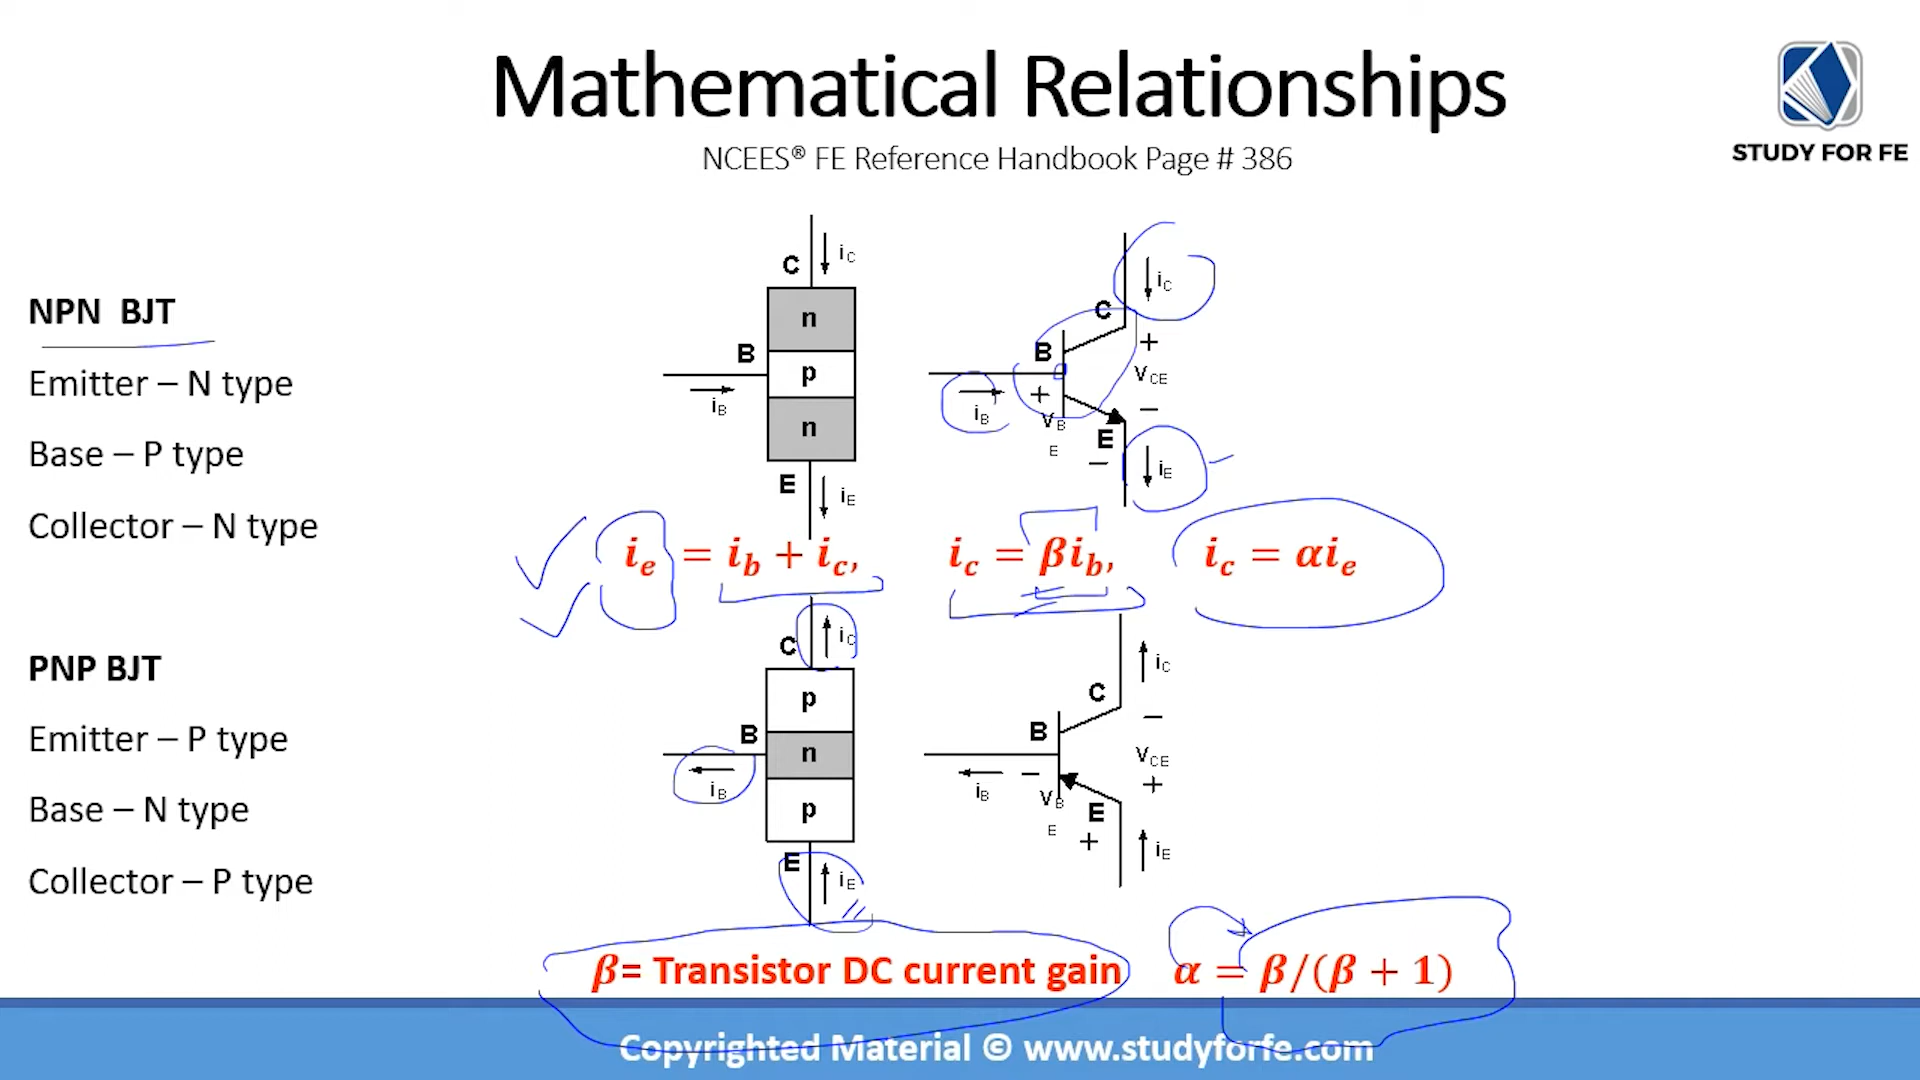 Mathematical Relationships
NCEES® FE Reference Handbook Page # 386
STUDY FOR FE
NPN BJT
Emitter – N type
Base – P type
Collector – N type
C
iC
n
B
p
iB
n
E
iE
iC
C
B
+
VCE
+
–
iB
VBE
E
–
iE
ie = ib + ic,
ic = βib,
ic = αie
PNP BJT
Emitter – P type
Base – N type
Collector – P type
C
iC
p
B
n
iB
p
E
iE
iC
C
–
B
VCE
–
+
iB
VBE
E
+
iE
β= Transistor DC current gain
α = β/(β + 1)
Copyrighted Material © www.studyforfe.com